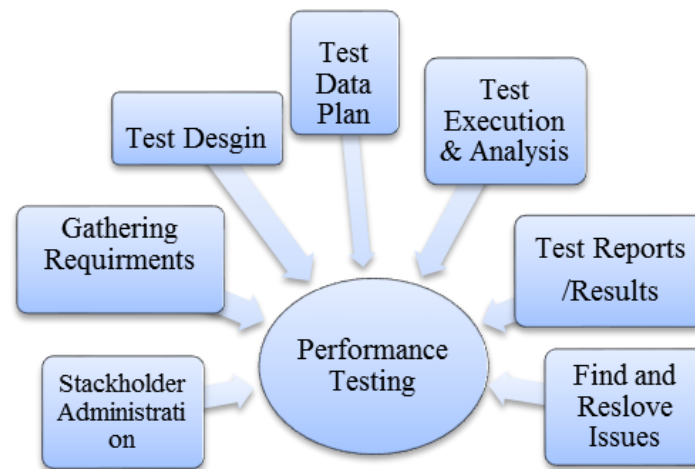 Test
Data
Plan
Test Desgin
Test
Execution
& Analysis
Gathering
Requirments
Test Reports
/Results
Performance
Testing
Stackholder
Administrati
on
Find and
Reslove
Issues